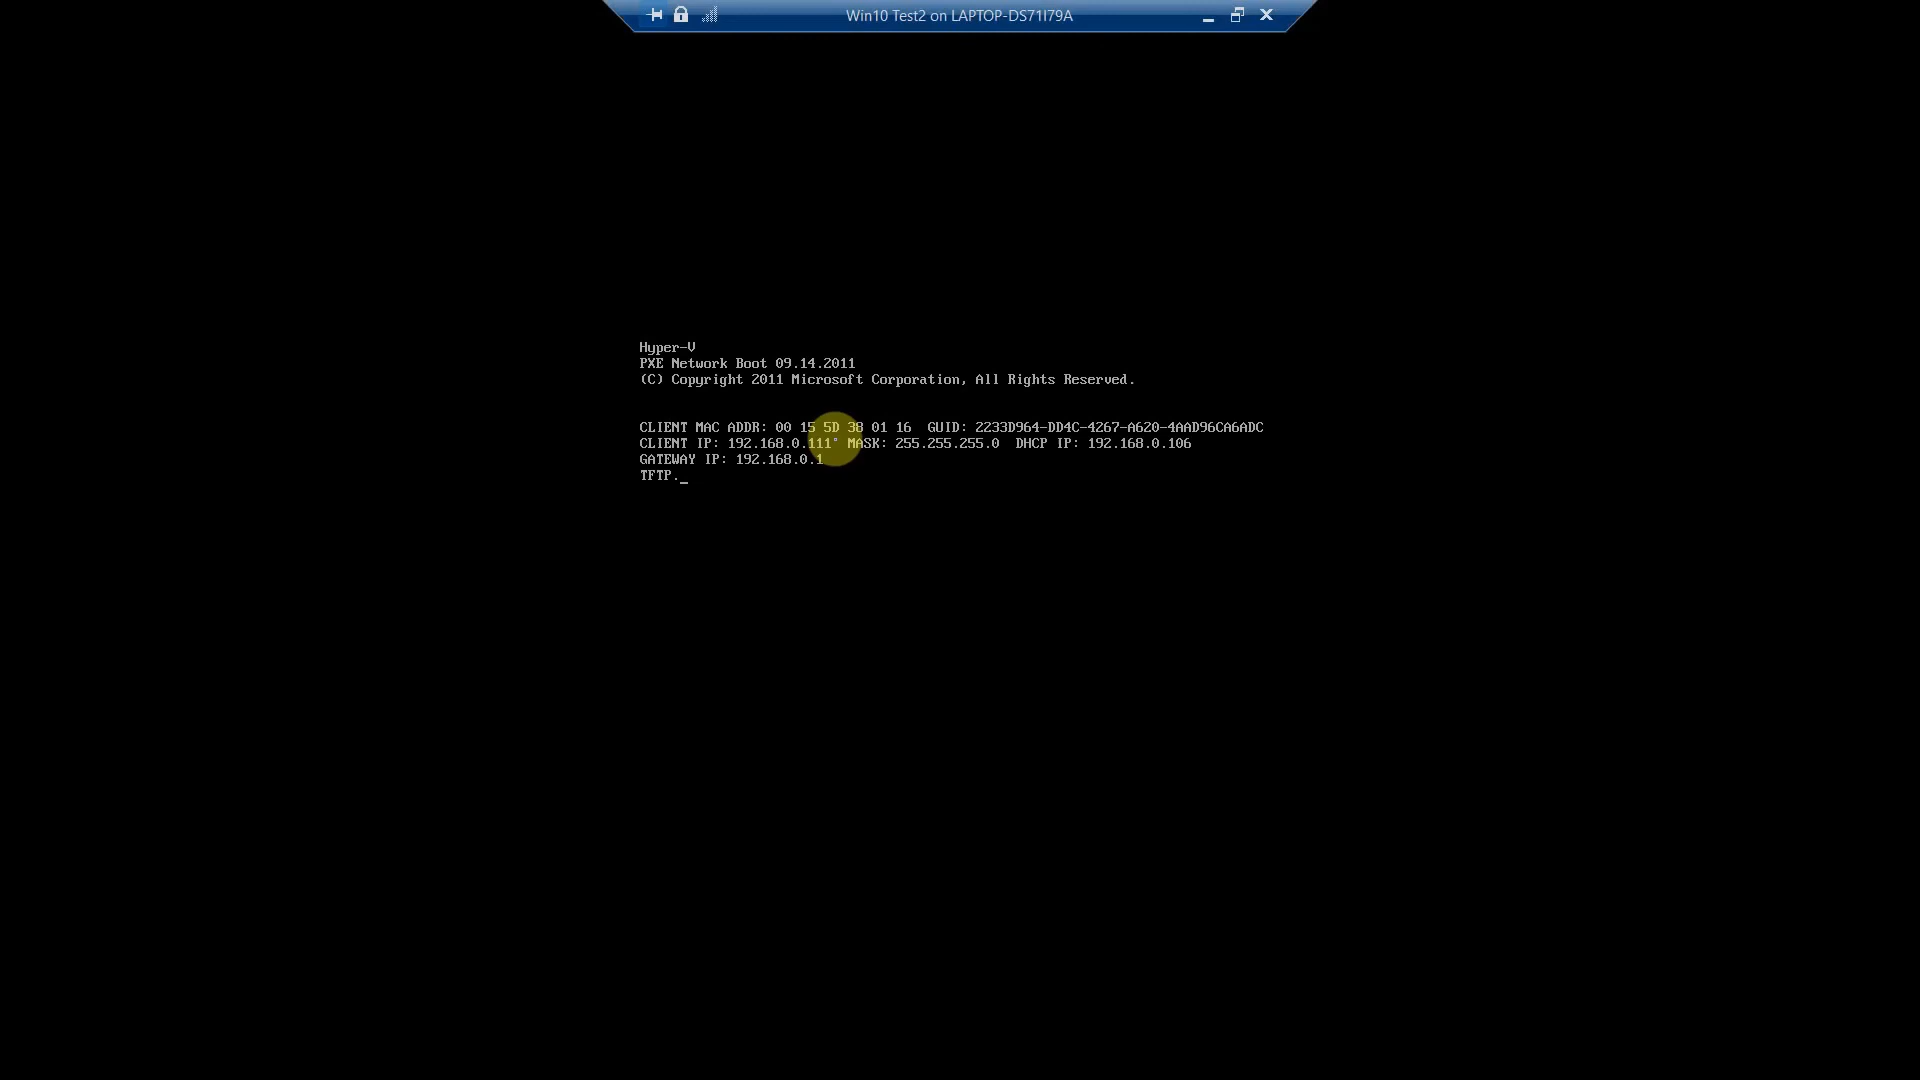 Win10 Test2 on LAPTOP-DS71I79A
Hyper-V
PXE Network Boot 09.14.2011
(C) Copyright 2011 Microsoft Corporation, All Rights Reserved.
CLIENT MAC ADDR: 00 15 5D 38 01 16  GUID: 2233D964-DD4C-4267-A620-4AAD96CA6ADC
CLIENT IP: 192.168.0.111  MASK: 255.255.255.0  DHCP IP: 192.168.0.106
GATEWAY IP: 192.168.0.1
TFTP._